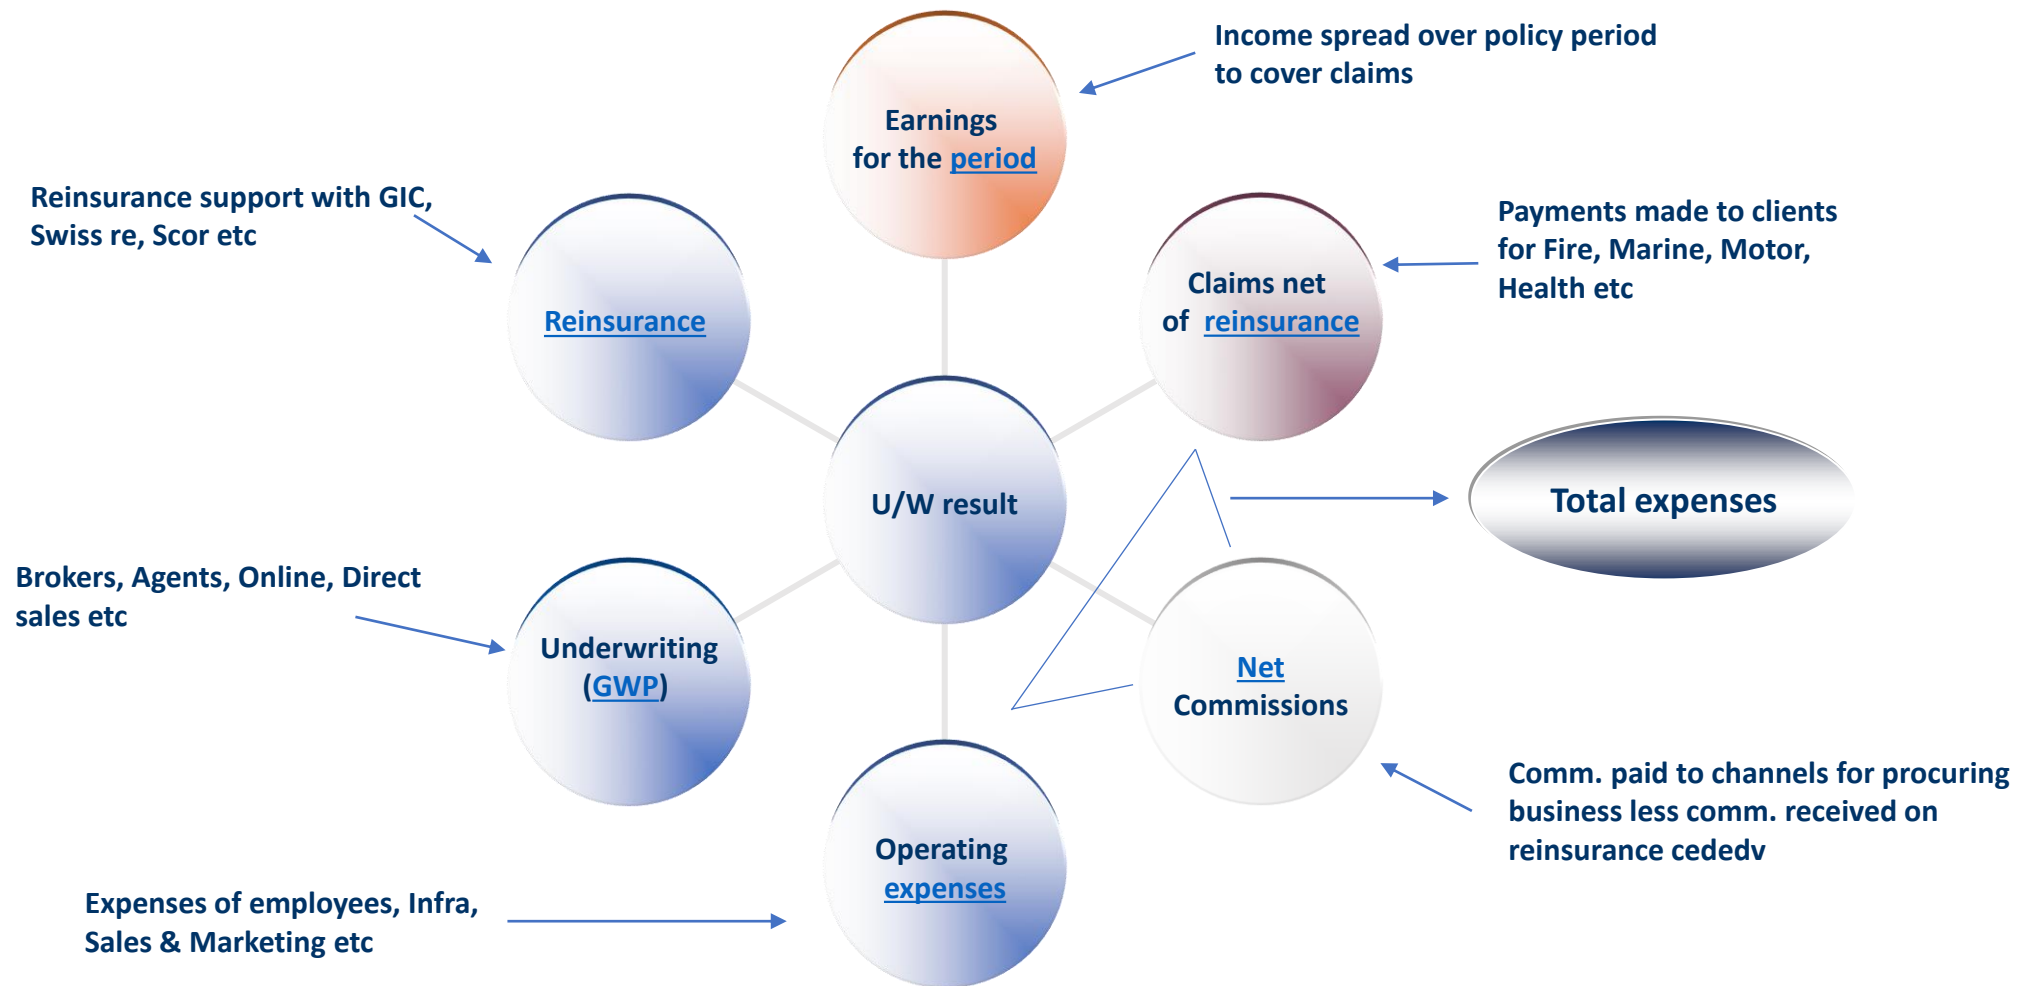 Income spread over policy period
to cover claims
Earnings
for the period
Reinsurance support with GIC,
Swiss re, Scor etc
Reinsurance
Payments made to clients
for Fire, Marine, Motor,
Health etc
Claims net
of reinsurance
U/W result
Total expenses
Brokers, Agents, Online, Direct
sales etc
Underwriting
(GWP)
Net
Commissions
Comm. paid to channels for procuring
business less comm. received on
reinsurance cededv
Operating
expenses
Expenses of employees, Infra,
Sales & Marketing etc